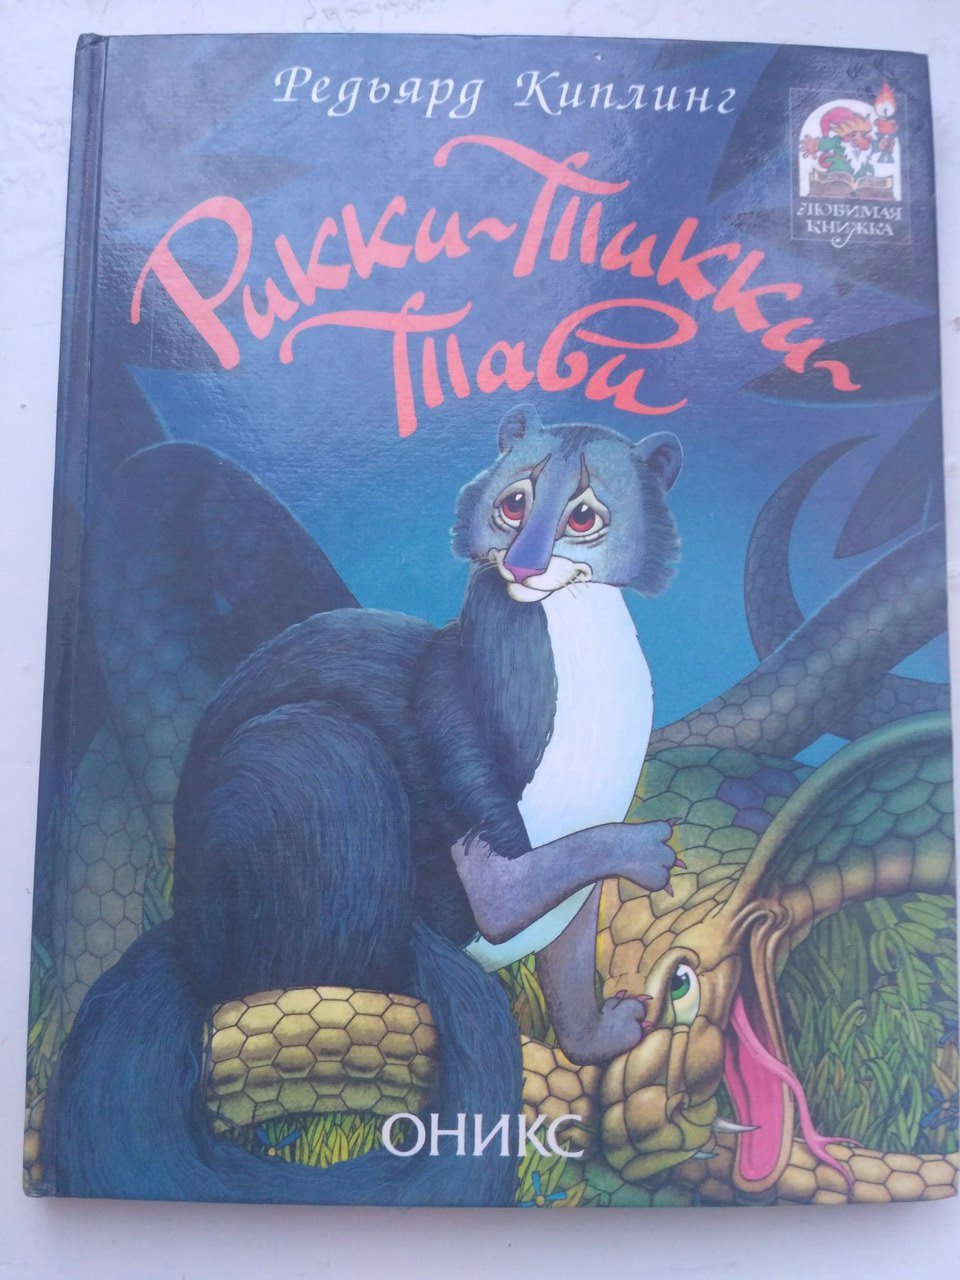 Редьярд Киплинг
Рикки-Тикки-
Тави
ЛЮБИМАЯ
КНИЖКА
ОНИКС